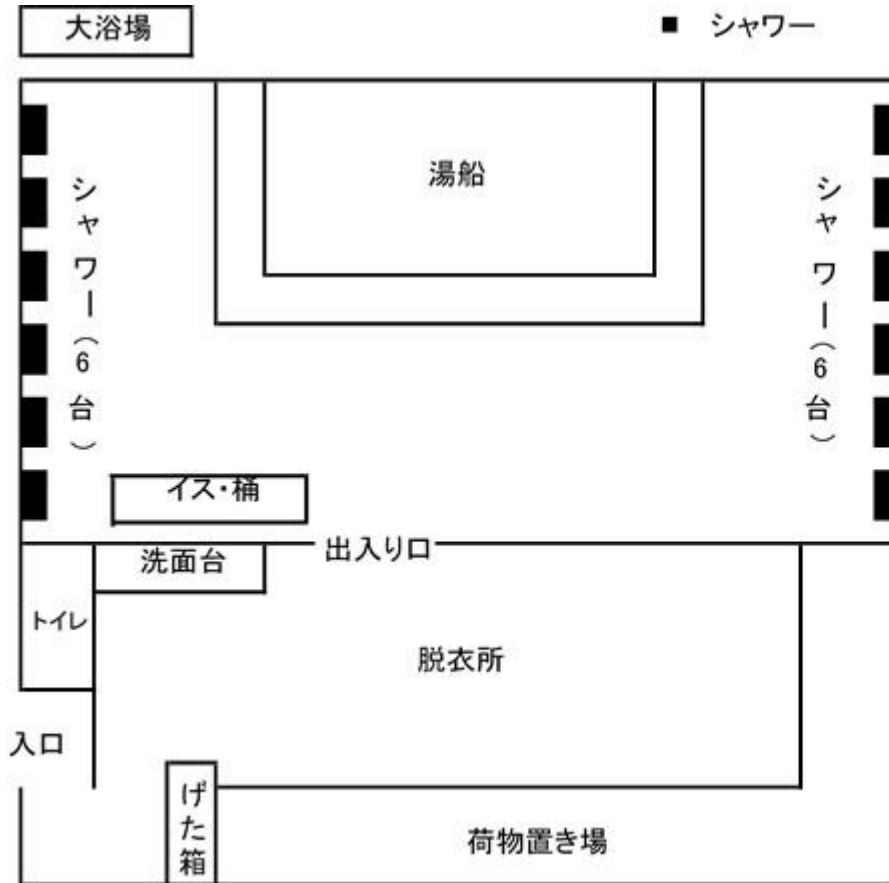 大浴場
■ シャワー
湯船
シャワー(6台)
シャワー(6台)
イス・桶
洗面台
出入り口
トイレ
脱衣所
入口
げた箱
荷物置き場